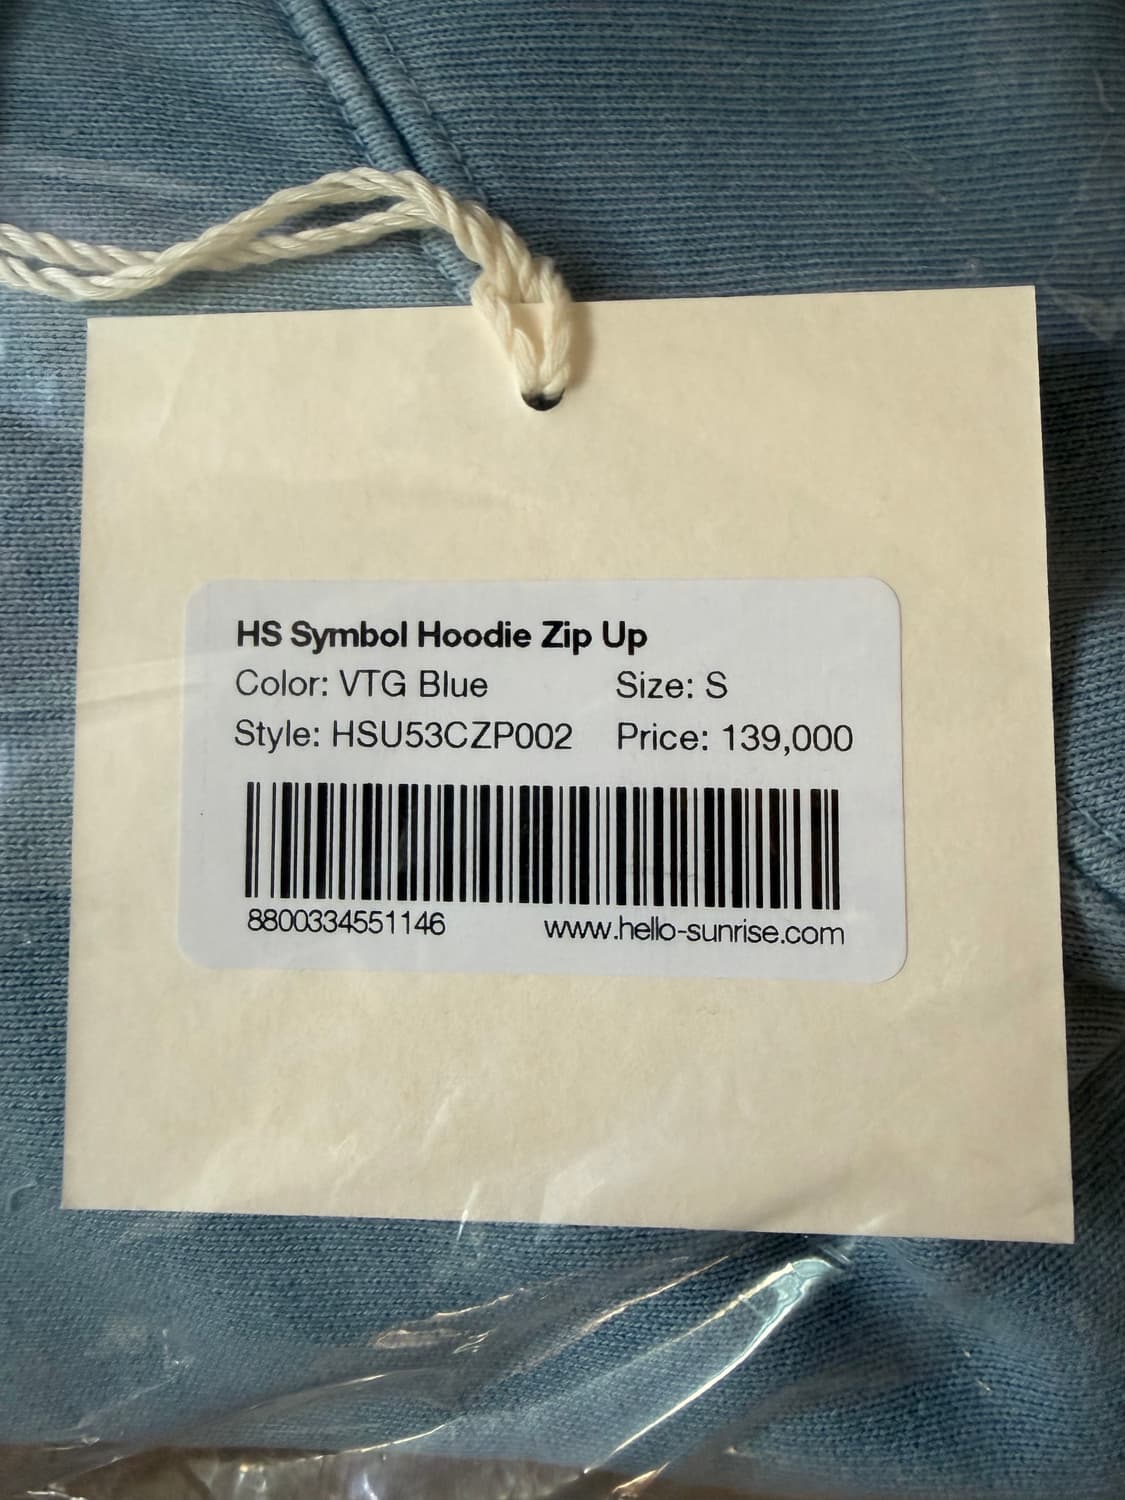 HS Symbol Hoodie Zip Up
Color: VTG Blue Size: S
Style: HSU53CZP002 Price: 139,000
8800334551146 www.hello-sunrise.com